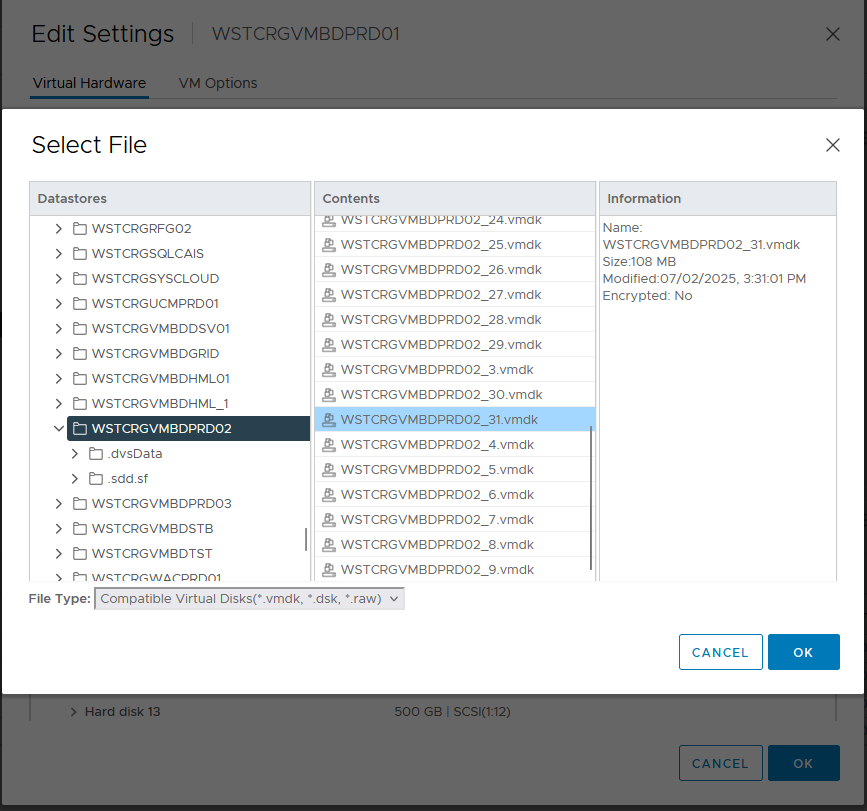 Edit Settings
WSTCRGVMBDPRD01
Virtual Hardware
VM Options
Select File
Datastores
WSTCRGRFG02
WSTCRGSQLCAIS
WSTCRGSYSCLOUD
WSTCRGUCMPRD01
WSTCRGVMBDDSV01
WSTCRGVMBDGRID
WSTCRGVMBDHML01
WSTCRGVMBDHML_1
WSTCRGVMBDPRD02
.dvsData
.sdd.sf
WSTCRGVMBDPRD03
WSTCRGVMBDSTB
WSTCRGVMBDTST
WSTCRGWACPRD01
Contents
WSTCRGVMBDPRD02_24.vmdk
WSTCRGVMBDPRD02_25.vmdk
WSTCRGVMBDPRD02_26.vmdk
WSTCRGVMBDPRD02_27.vmdk
WSTCRGVMBDPRD02_28.vmdk
WSTCRGVMBDPRD02_29.vmdk
WSTCRGVMBDPRD02_3.vmdk
WSTCRGVMBDPRD02_30.vmdk
WSTCRGVMBDPRD02_31.vmdk
WSTCRGVMBDPRD02_4.vmdk
WSTCRGVMBDPRD02_5.vmdk
WSTCRGVMBDPRD02_6.vmdk
WSTCRGVMBDPRD02_7.vmdk
WSTCRGVMBDPRD02_8.vmdk
WSTCRGVMBDPRD02_9.vmdk
Information
Name:
WSTCRGVMBDPRD02_31.vmdk
Size:108 MB
Modified:07/02/2025, 3:31:01 PM
Encrypted: No
File Type: Compatible Virtual Disks(*.vmdk, *.dsk, *.raw)
CANCEL
OK
Hard disk 13
500 GB | SCSI(1:12)
CANCEL
OK